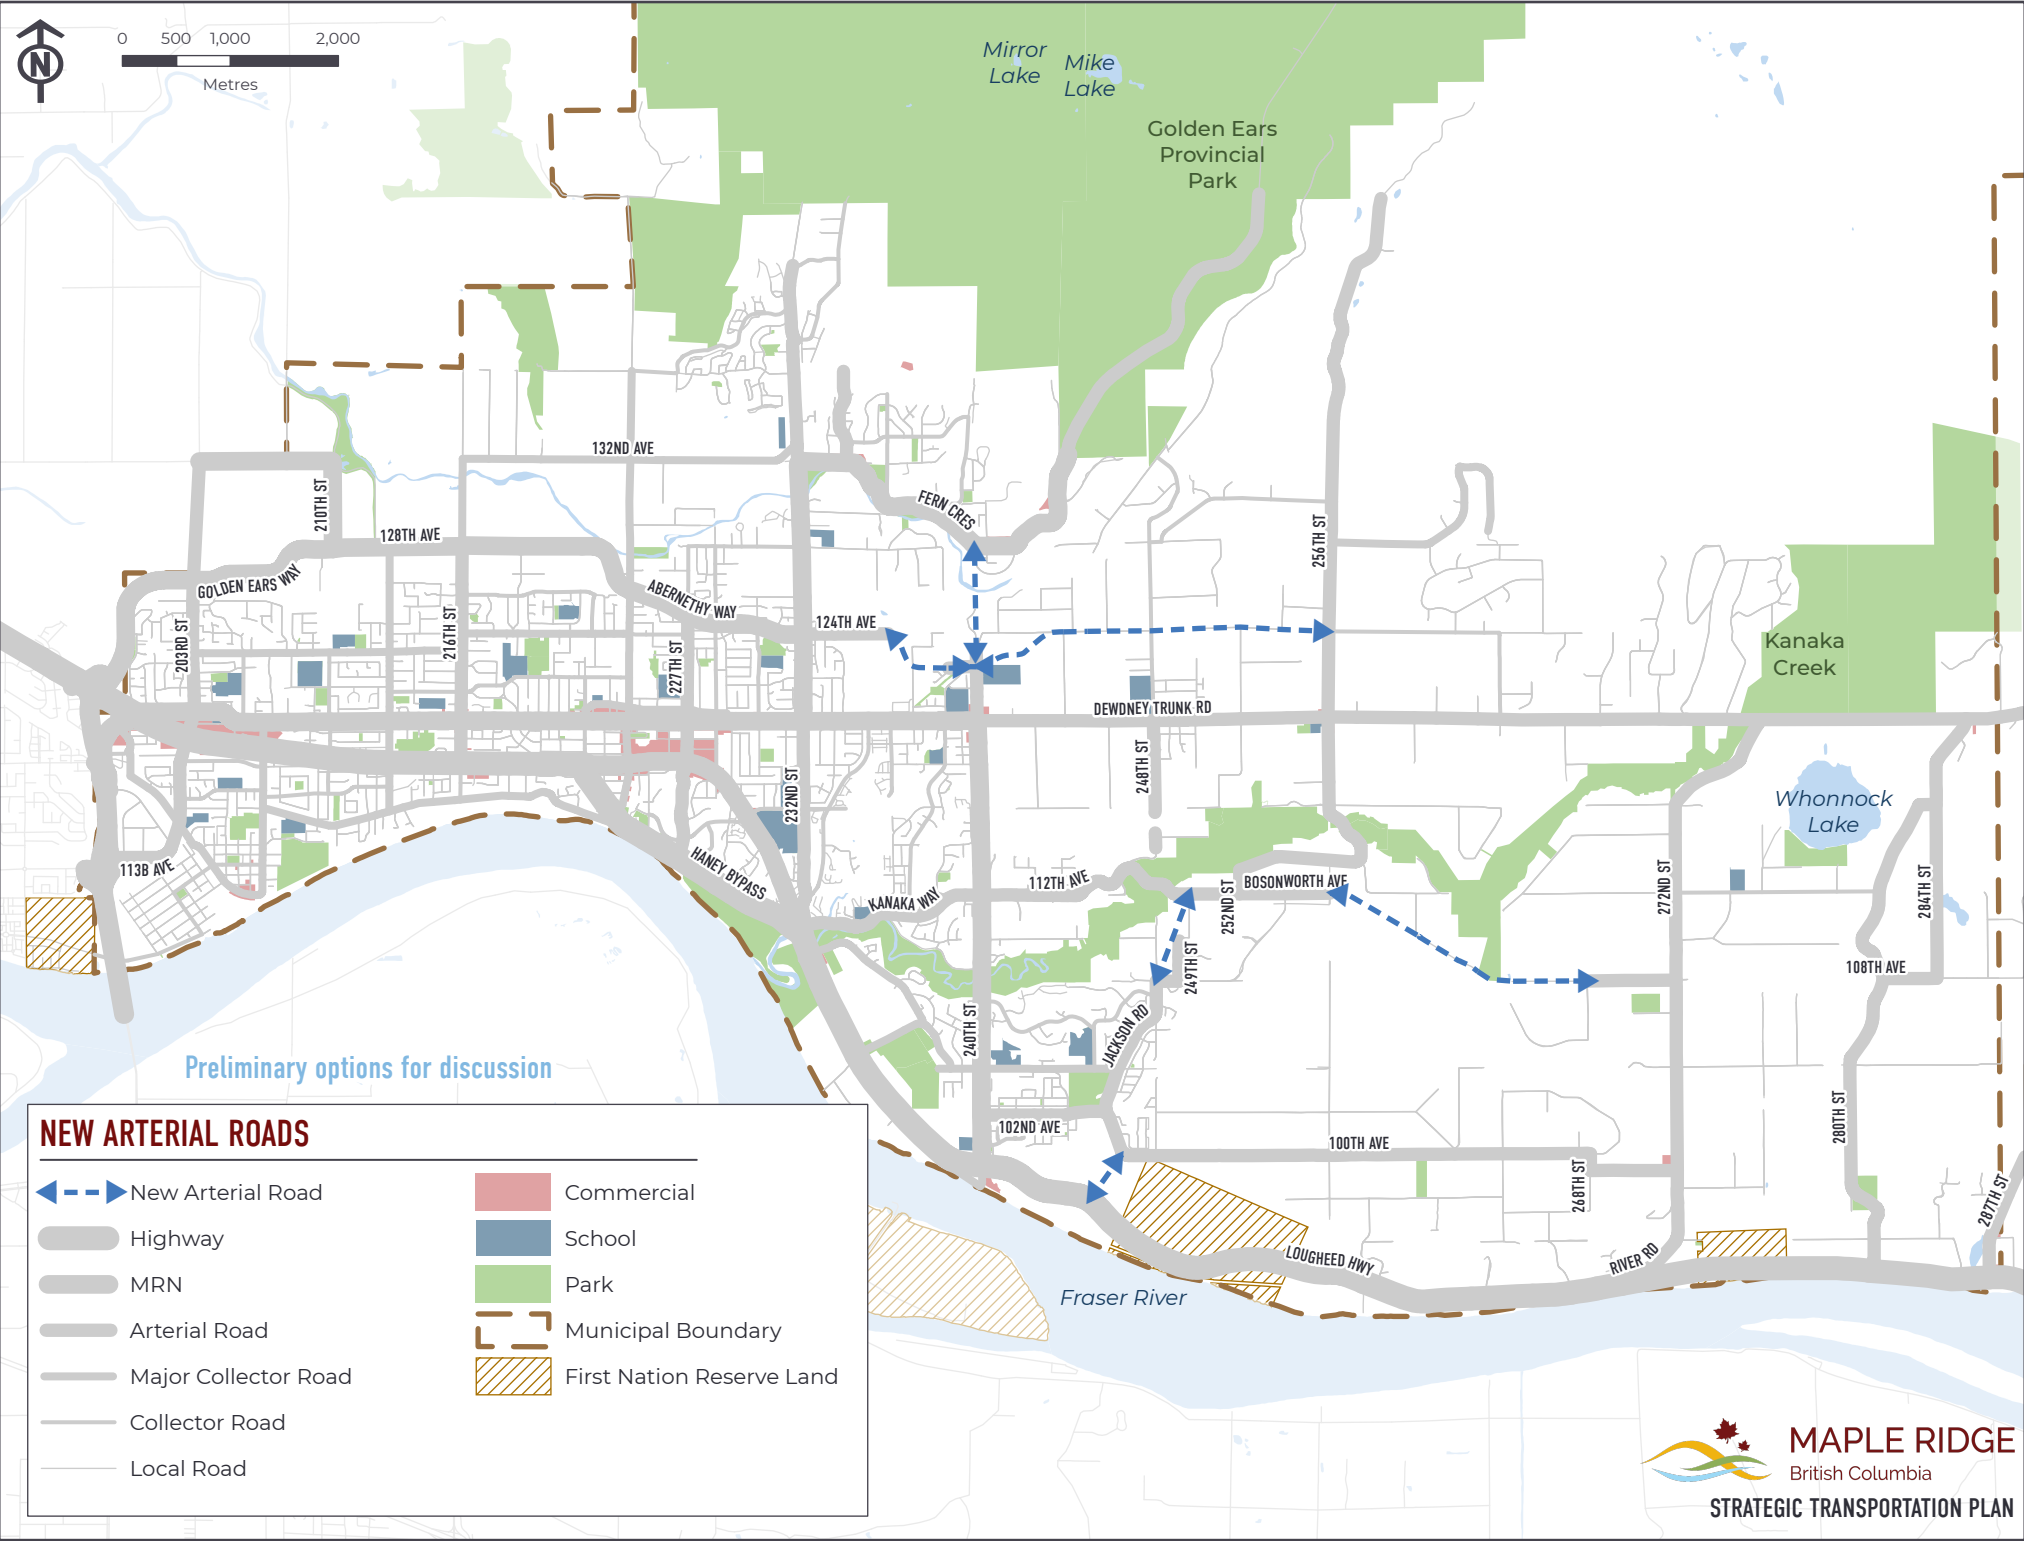 N
0 500 1,000 2,000
Metres
Mirror
Lake
Mike
Lake
Golden Ears
Provincial
Park
132ND AVE
210TH ST
FERN CRES
128TH AVE
256TH ST
GOLDEN EARS WAY
ABERNETHY WAY
124TH AVE
203RD ST
216TH ST
227TH ST
Kanaka
Creek
DEWDNEY TRUNK RD
248TH ST
232ND ST
Whonnock
Lake
113B AVE
HANEY BYPASS
KANAKA WAY
112TH AVE
BOSONWORTH AVE
252ND ST
272ND ST
284TH ST
249TH ST
108TH AVE
240TH ST
JACKSON RD
Preliminary options for discussion
102ND AVE
100TH AVE
280TH ST
268TH ST
287TH ST
LOUGHEED HWY
RIVER RD
Fraser River
NEW ARTERIAL ROADS
New Arterial Road
Highway
MRN
Arterial Road
Major Collector Road
Collector Road
Local Road
Commercial
School
Park
Municipal Boundary
First Nation Reserve Land
MAPLE RIDGE
British Columbia
STRATEGIC TRANSPORTATION PLAN